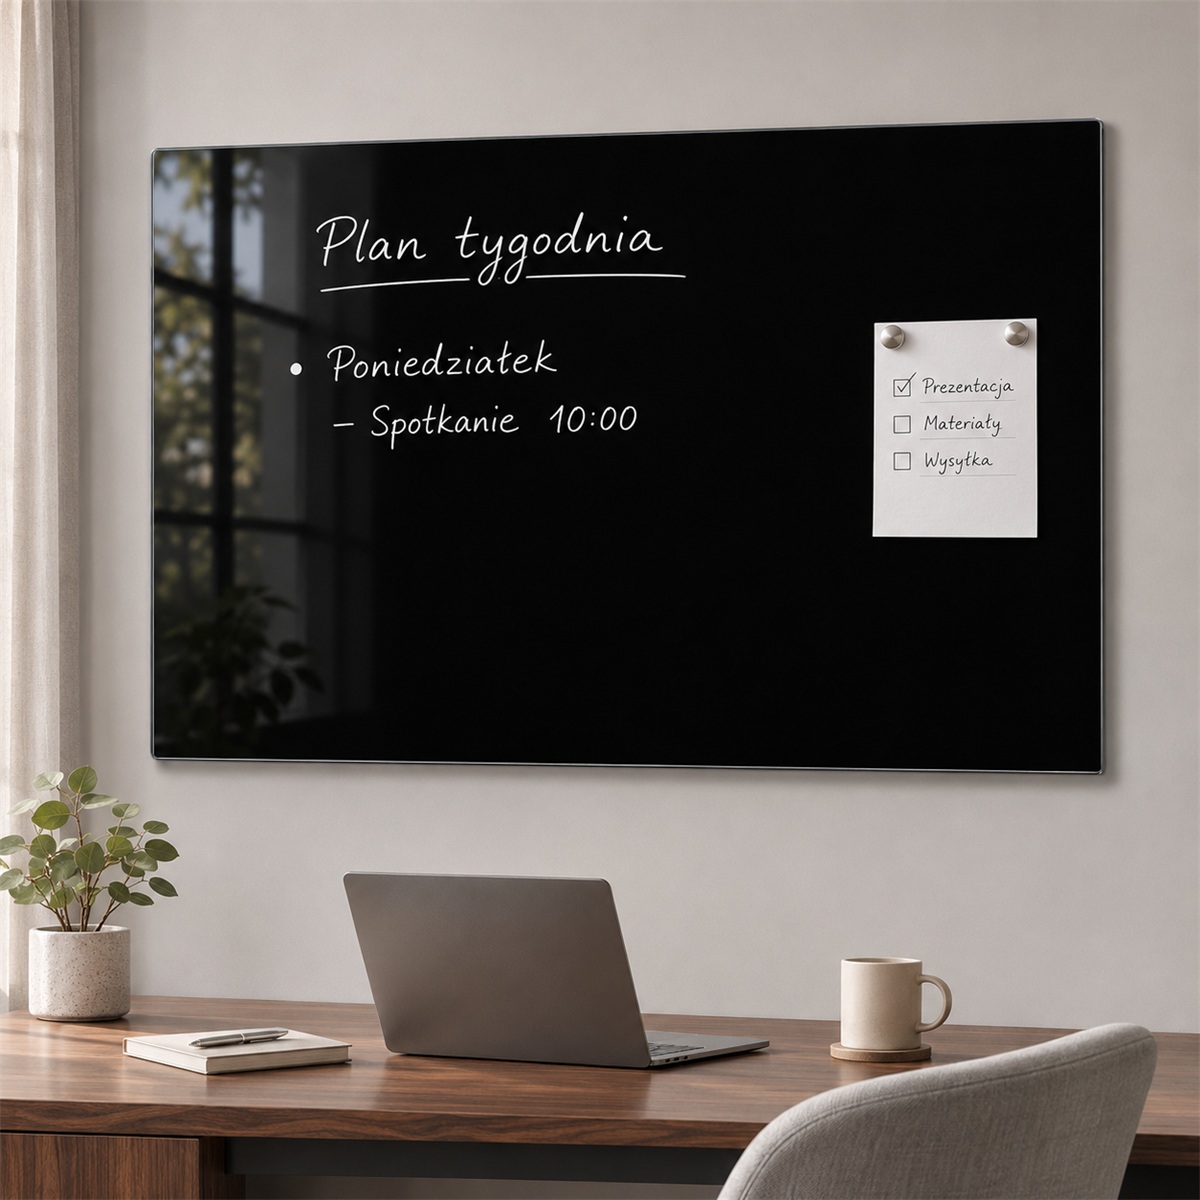 Plan tygodnia
• Poniedziałek
– Spotkanie 10:00
☑ Prezentacja
☐ Materiały
☐ Wysyłka